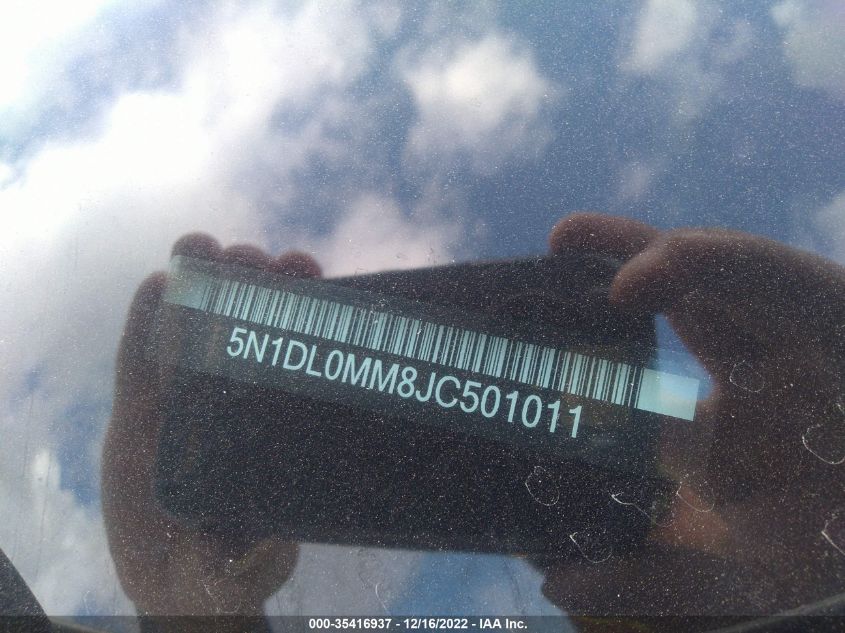 5N1DL0MM8JC501011
000-35416937 - 12/16/2022 - IAA Inc.